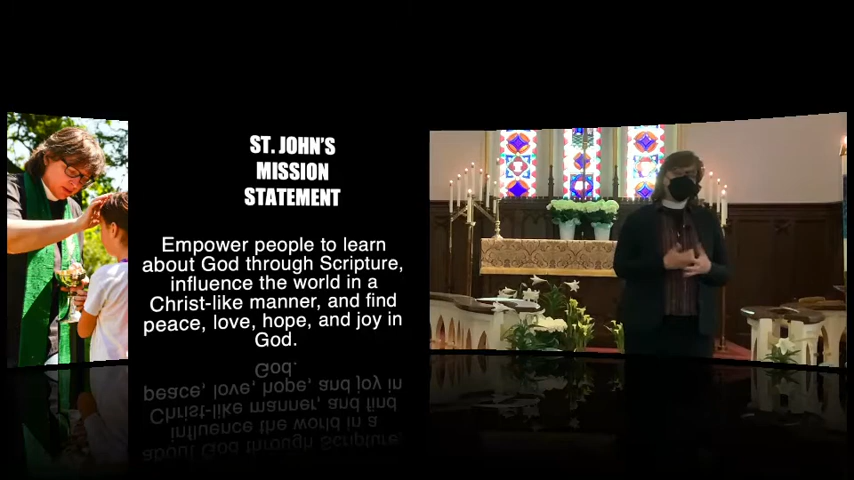 ST. JOHN'S
MISSION
STATEMENT
Empower people to learn
about God through Scripture,
influence the world in a
Christ-like manner, and find
peace, love, hope, and joy in
God.